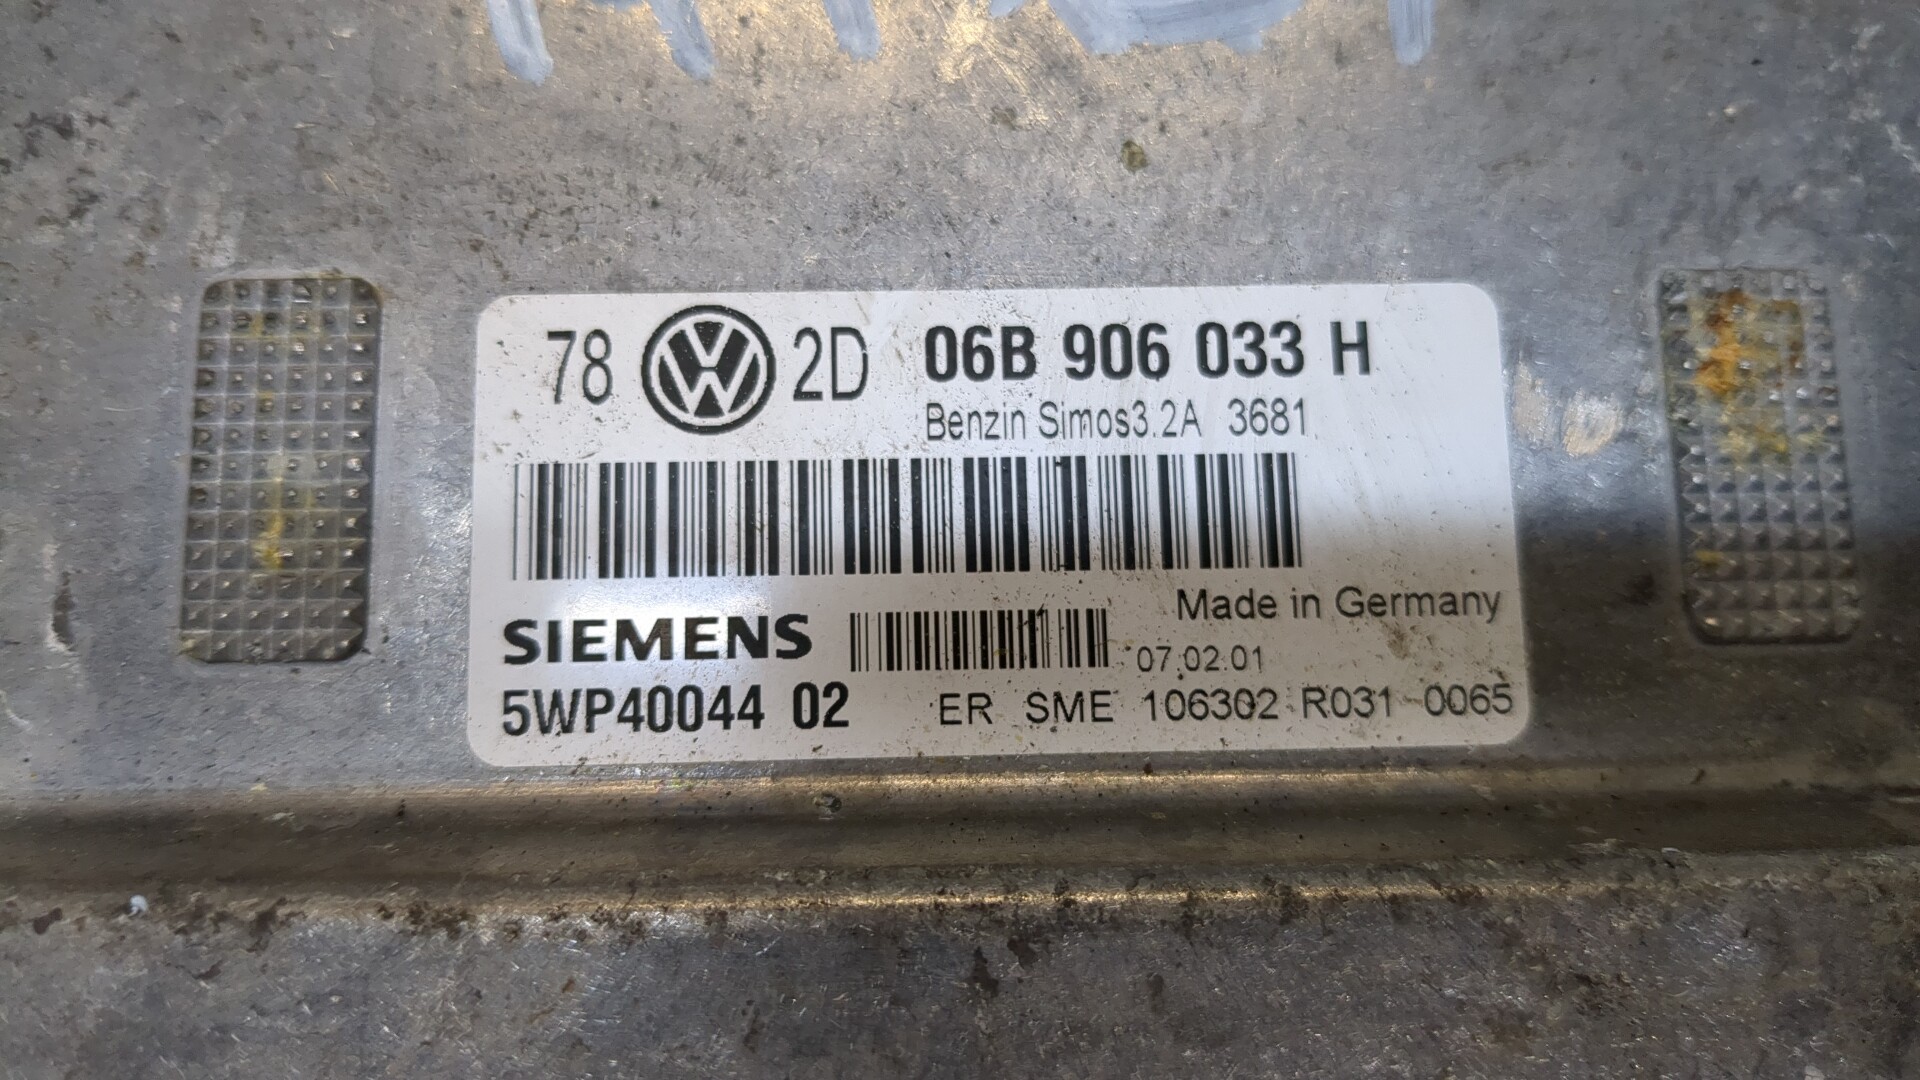 78 VW 2D 06B 906 033 H
Benzin Simos3.2A 3681
SIEMENS
Made in Germany
07.02.01
5WP40044 02
ER SME 106302 R031 0065